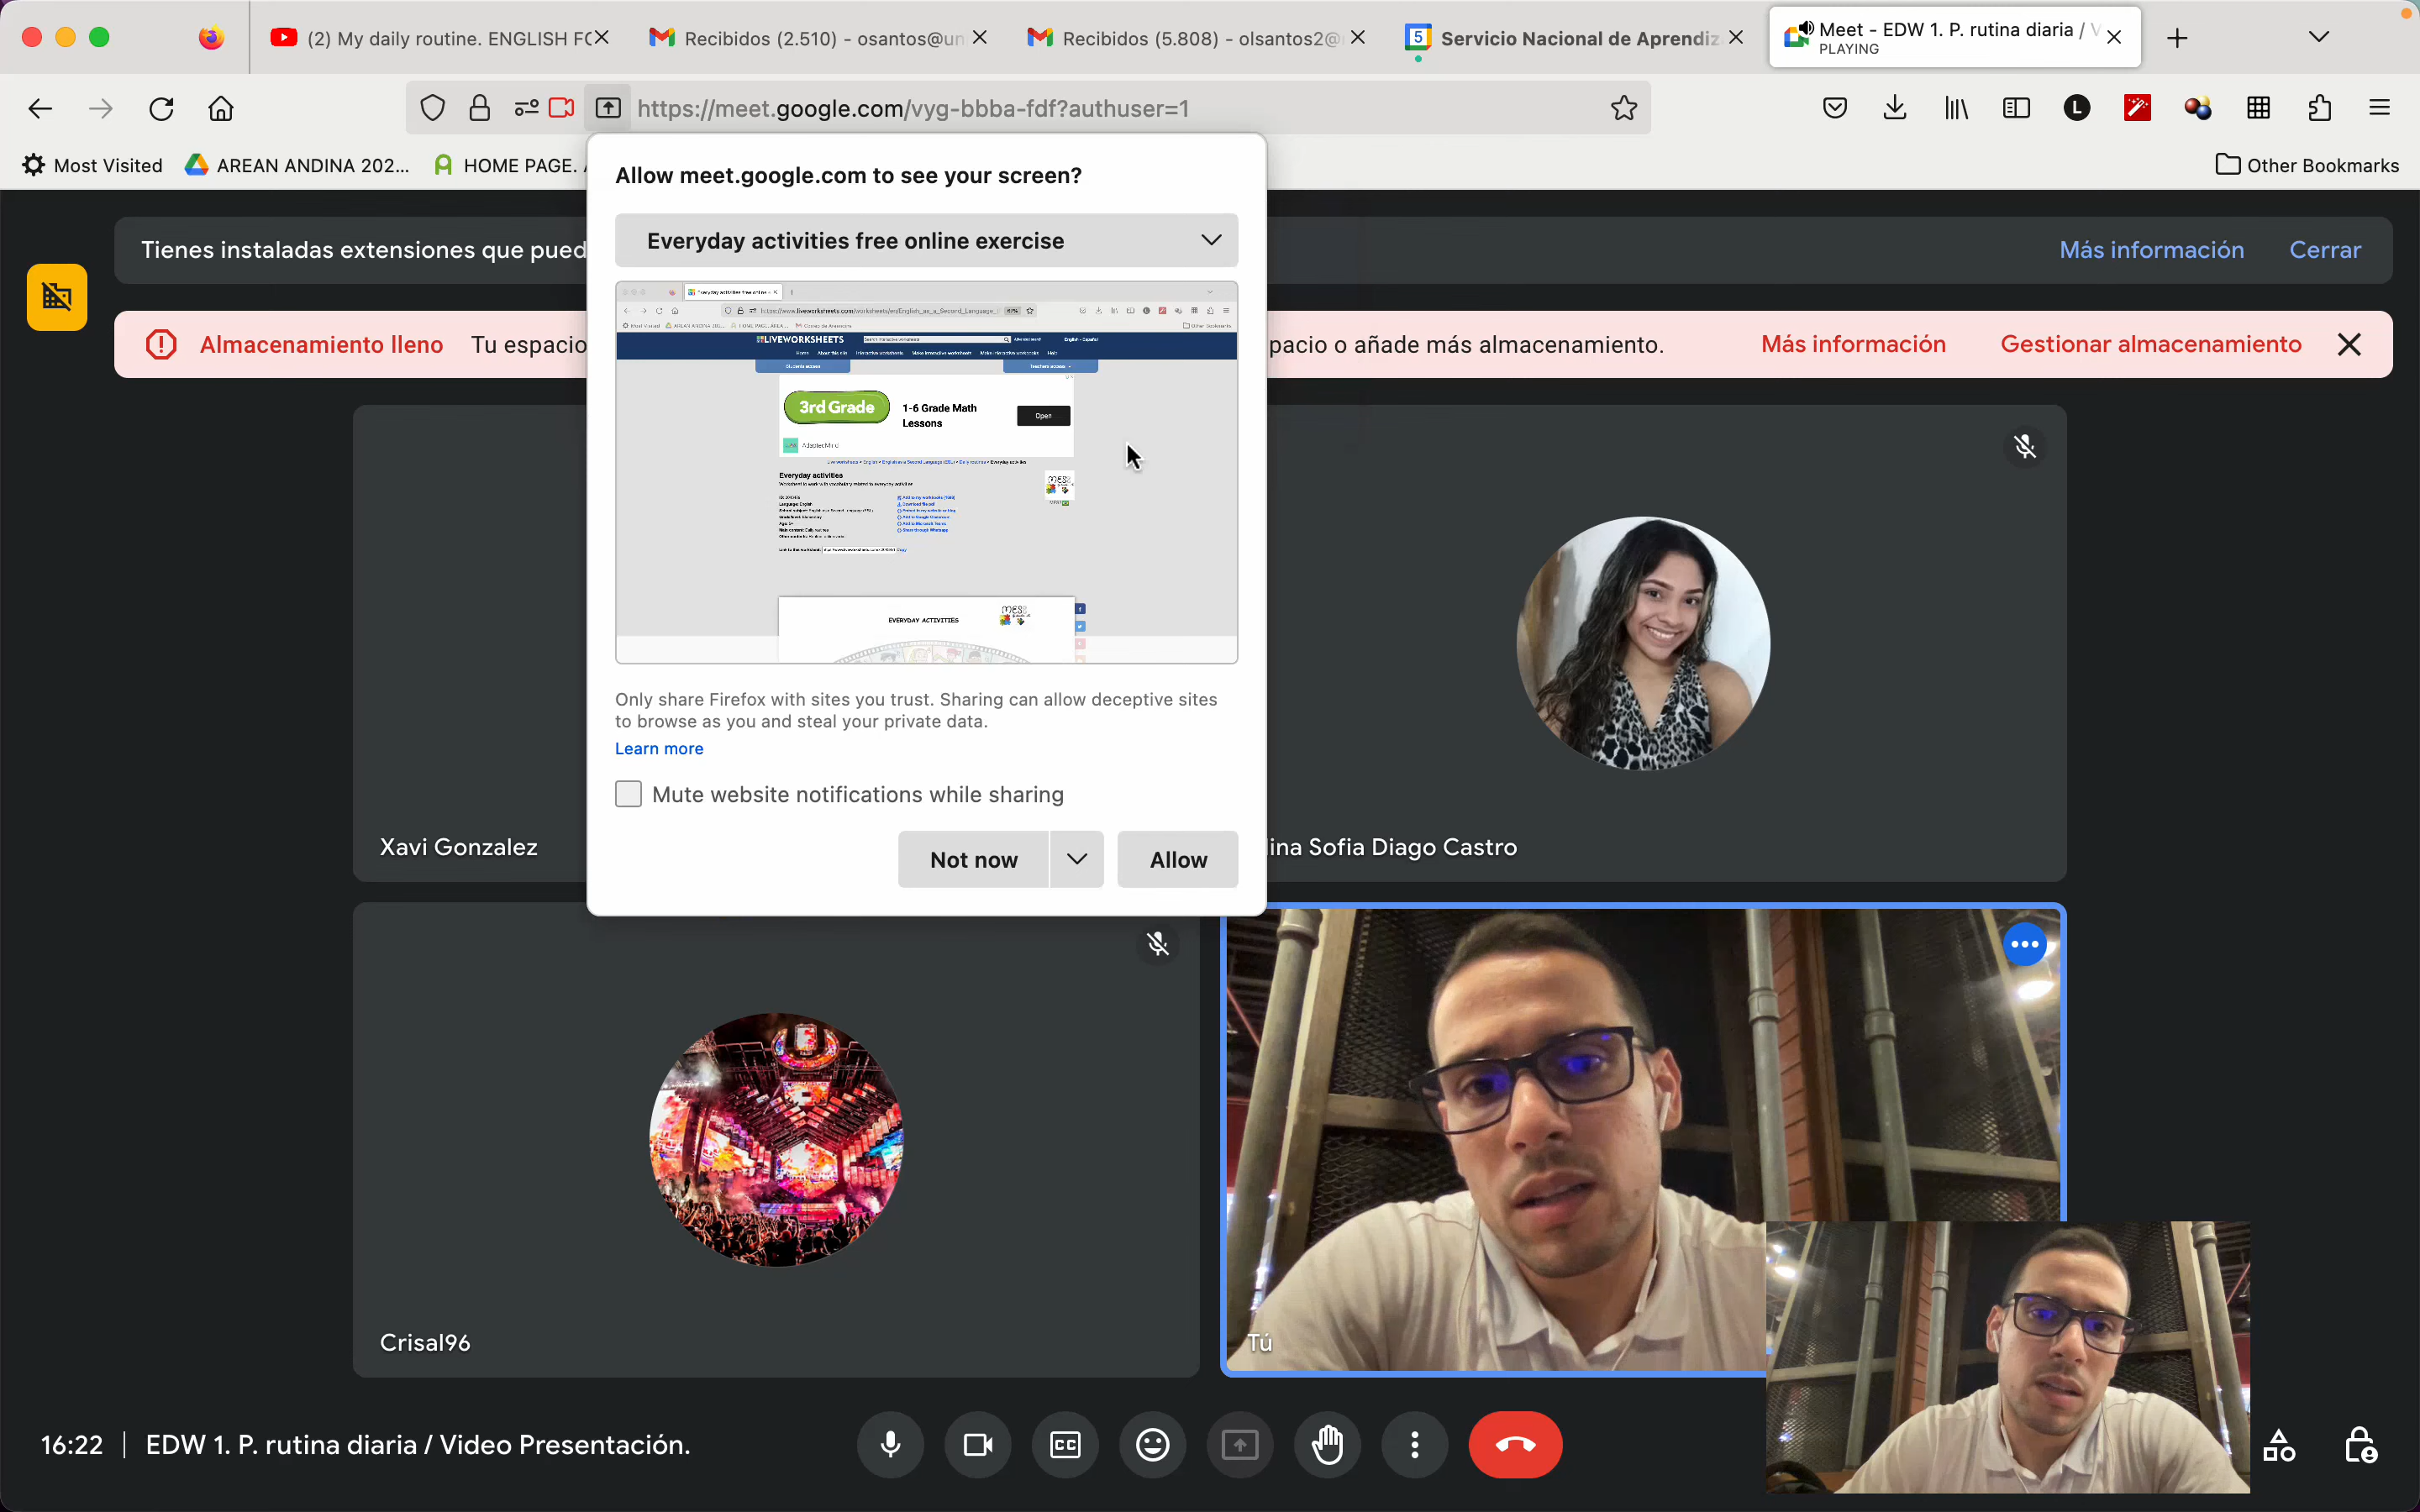 (2) My daily routine. ENGLISH FO
Recibidos (2.510) - osantos@un
Recibidos (5.808) - olsantos2@
5
Servicio Nacional de Aprendiz
Meet - EDW 1. P. rutina diaria / V
PLAYING
https://meet.google.com/vyg-bbba-fdf?authuser=1
L
Most Visited
AREAN ANDINA 202...
HOME PAGE.
Other Bookmarks
Allow meet.google.com to see your screen?
Everyday activities free online exercise
LIVEWORKSHEETS
3rd Grade
1-6 Grade Math
Lessons
Open
AdaptedMind
Everyday activities
EVERYDAY ACTIVITIES
Only share Firefox with sites you trust. Sharing can allow deceptive sites
to browse as you and steal your private data.
Learn more
Mute website notifications while sharing
Not now
Allow
Tienes instaladas extensiones que pued
Más información
Cerrar
Almacenamiento lleno
Tu espacio
pacio o añade más almacenamiento.
Más información
Gestionar almacenamiento
Xavi Gonzalez
ina Sofia Diago Castro
Crisal96
Tú
16:22
EDW 1. P. rutina diaria / Video Presentación.
CC